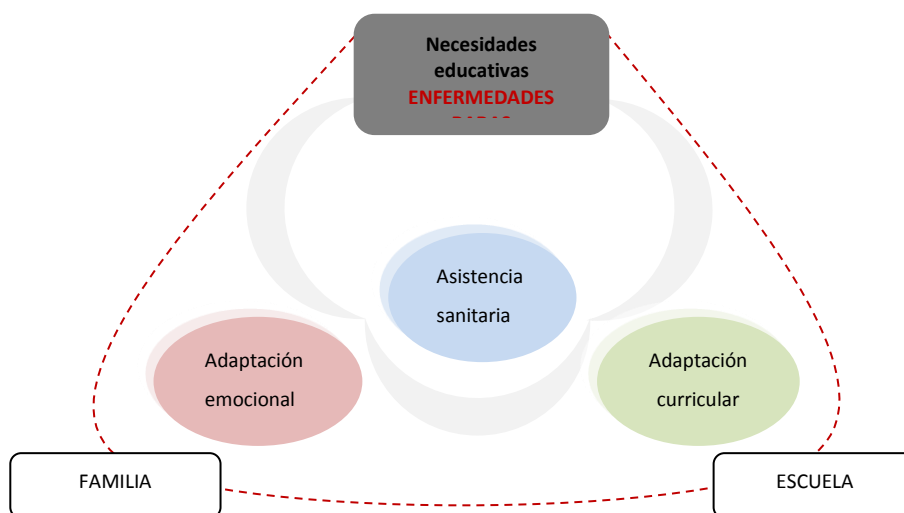 Necesidades
educativas
ENFERMEDADES
Asistencia
sanitaria
Adaptación
emocional
Adaptación
curricular
FAMILIA
ESCUELA